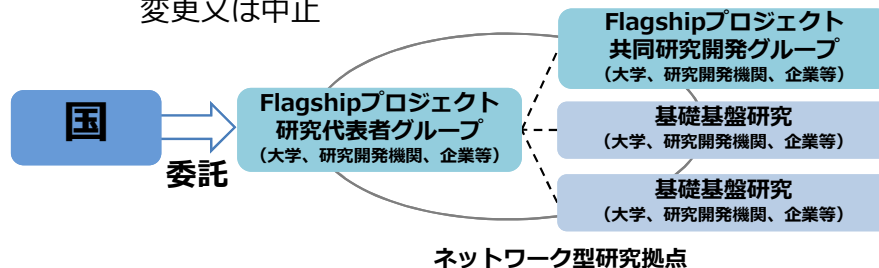 変更又は中止
国
委託
Flagshipプロジェクト
研究代表者グループ
（大学、研究開発機関、企業等）
Flagshipプロジェクト
共同研究開発グループ
（大学、研究開発機関、企業等）
基礎基盤研究
（大学、研究開発機関、企業等）
基礎基盤研究
（大学、研究開発機関、企業等）
ネットワーク型研究拠点